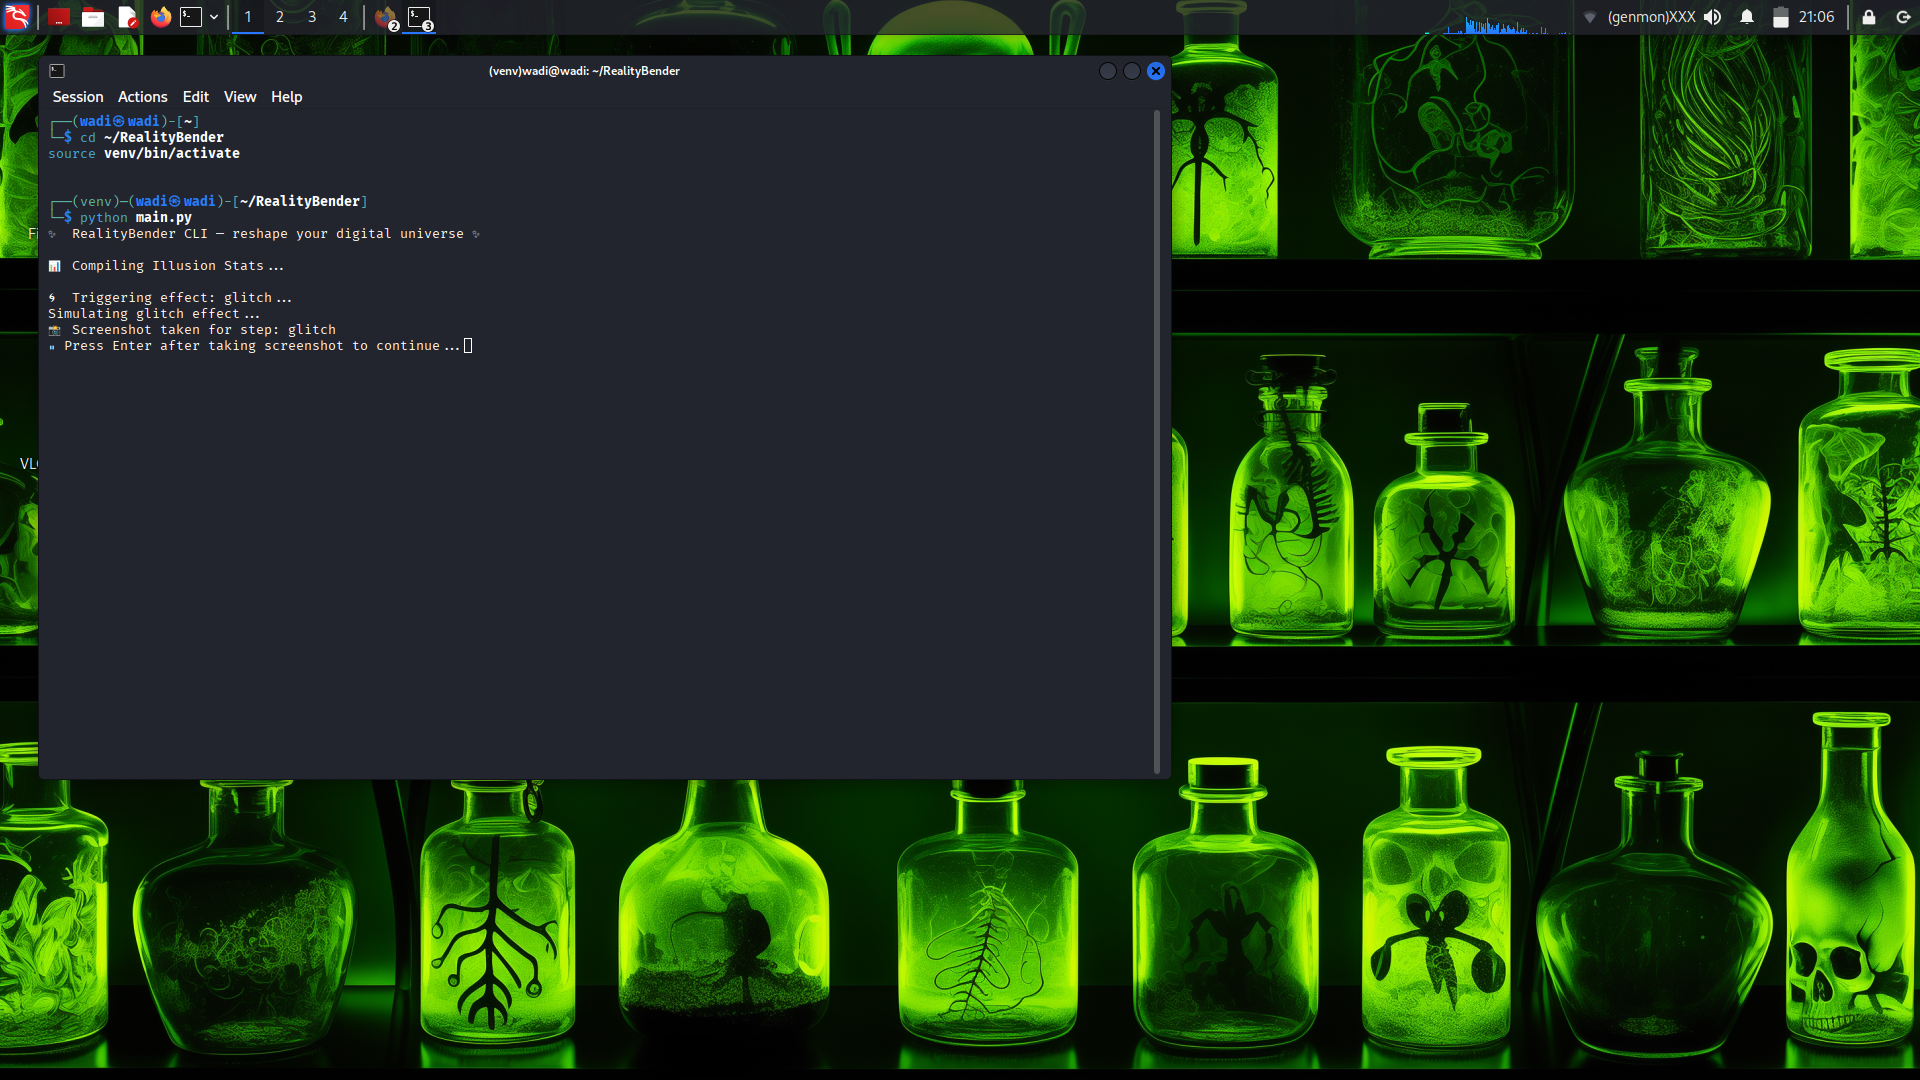 1 2 3 4 2 3 (genmon)XXX 21:06
(venv)wadi@wadi: ~/RealityBender
Session Actions Edit View Help
┌──(wadi㉿wadi)-[~]
└─$ cd ~/RealityBender
source venv/bin/activate
┌──(venv)─(wadi㉿wadi)-[~/RealityBender]
└─$ python main.py
✨ RealityBender CLI — reshape your digital universe ✨
📊 Compiling Illusion Stats...
🌀 Triggering effect: glitch...
Simulating glitch effect...
📸 Screenshot taken for step: glitch
⏸ Press Enter after taking screenshot to continue...